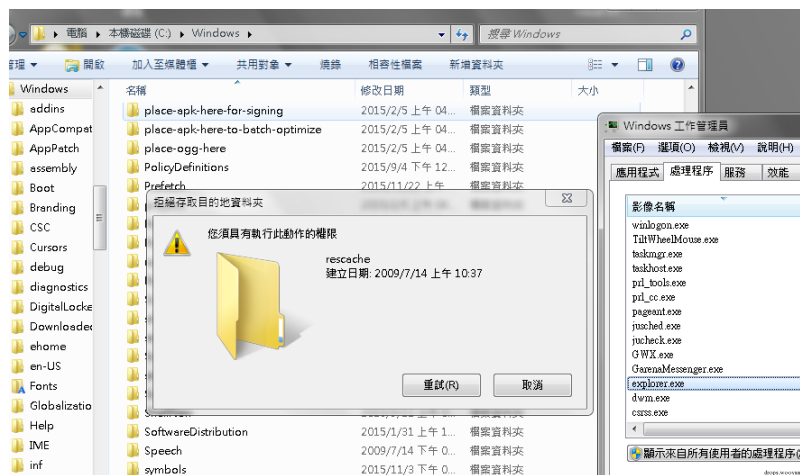 電腦 ▸ 本機磁碟 (C:) ▸ Windows ▸
搜尋 Windows
管理 ▼ 開啟 加入至媒體櫃 ▼ 共用對象 ▼ 燒錄 相容性檔案 新增資料夾
Windows
addins
AppCompat
AppPatch
assembly
Boot
Branding
CSC
Cursors
debug
diagnostics
DigitalLocke
Downloaded
ehome
en-US
Fonts
Globalizatio
Help
IME
inf
名稱 修改日期 類型 大小
place-apk-here-for-signing 2015/2/5 上午 04... 檔案資料夾
place-apk-here-to-batch-optimize 2015/2/5 上午 04... 檔案資料夾
place-ogg-here 2015/2/5 上午 04... 檔案資料夾
PolicyDefinitions 2015/9/4 下午 12... 檔案資料夾
Prefetch 2015/11/22 上午 檔案資料夾
拒絕存取目的地資料夾
您須具有執行此動作的權限
rescache
建立日期: 2009/7/14 上午 10:37
重試(R) 取消
SoftwareDistribution 2015/1/31 上午 1... 檔案資料夾
Speech 2009/7/14 下午 0... 檔案資料夾
symbols 2015/11/3 下午 0... 檔案資料夾
Windows 工作管理員
檔案(F) 選項(O) 檢視(V) 說明(H)
應用程式 處理程序 服務 效能
影像名稱
winlogon.exe
TiltWheelMouse.exe
taskmgr.exe
taskhost.exe
prl_tools.exe
prl_cc.exe
pageant.exe
jusched.exe
jucheck.exe
GWX.exe
GarenaMessenger.exe
explorer.exe
dwm.exe
csrss.exe
顯示來自所有使用者的處理程序(